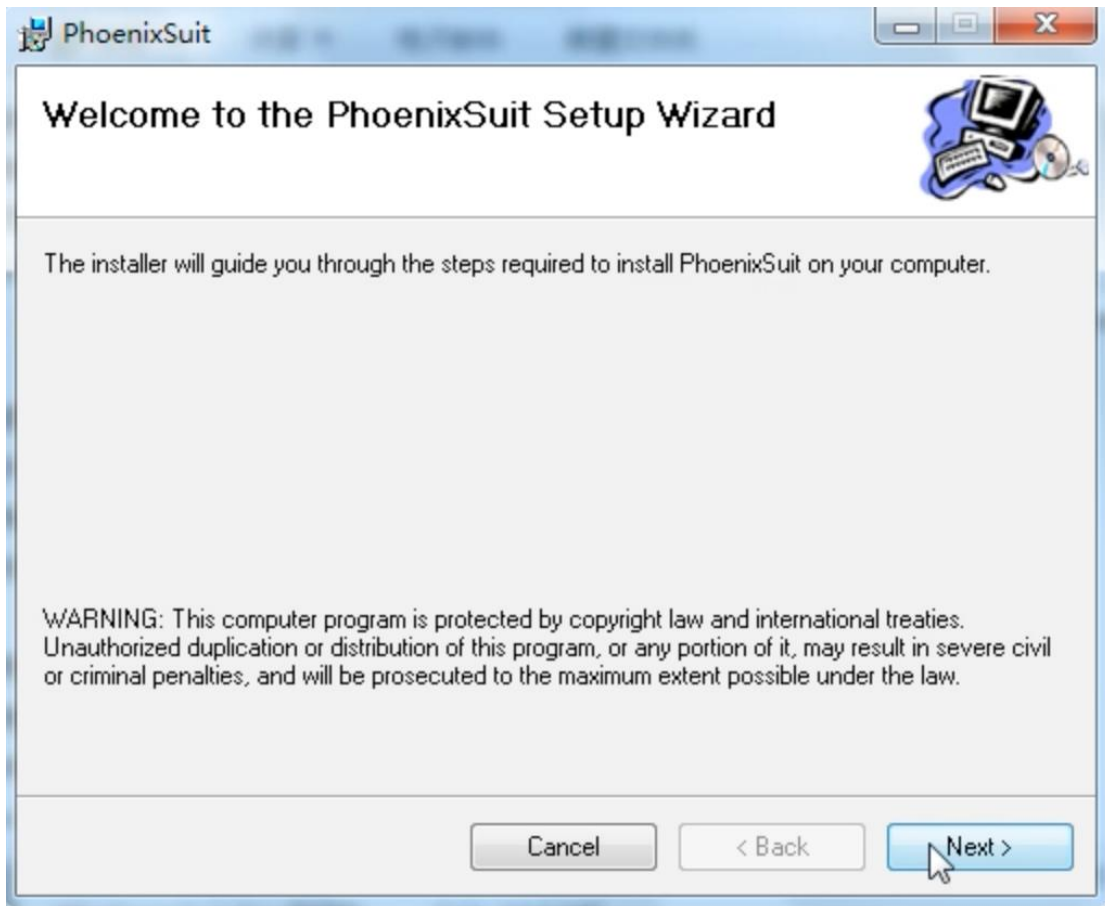 PhoenixSuit
Welcome to the PhoenixSuit Setup Wizard
The installer will guide you through the steps required to install PhoenixSuit on your computer.
WARNING: This computer program is protected by copyright law and international treaties.
Unauthorized duplication or distribution of this program, or any portion of it, may result in severe civil
or criminal penalties, and will be prosecuted to the maximum extent possible under the law.
Cancel
< Back
Next >